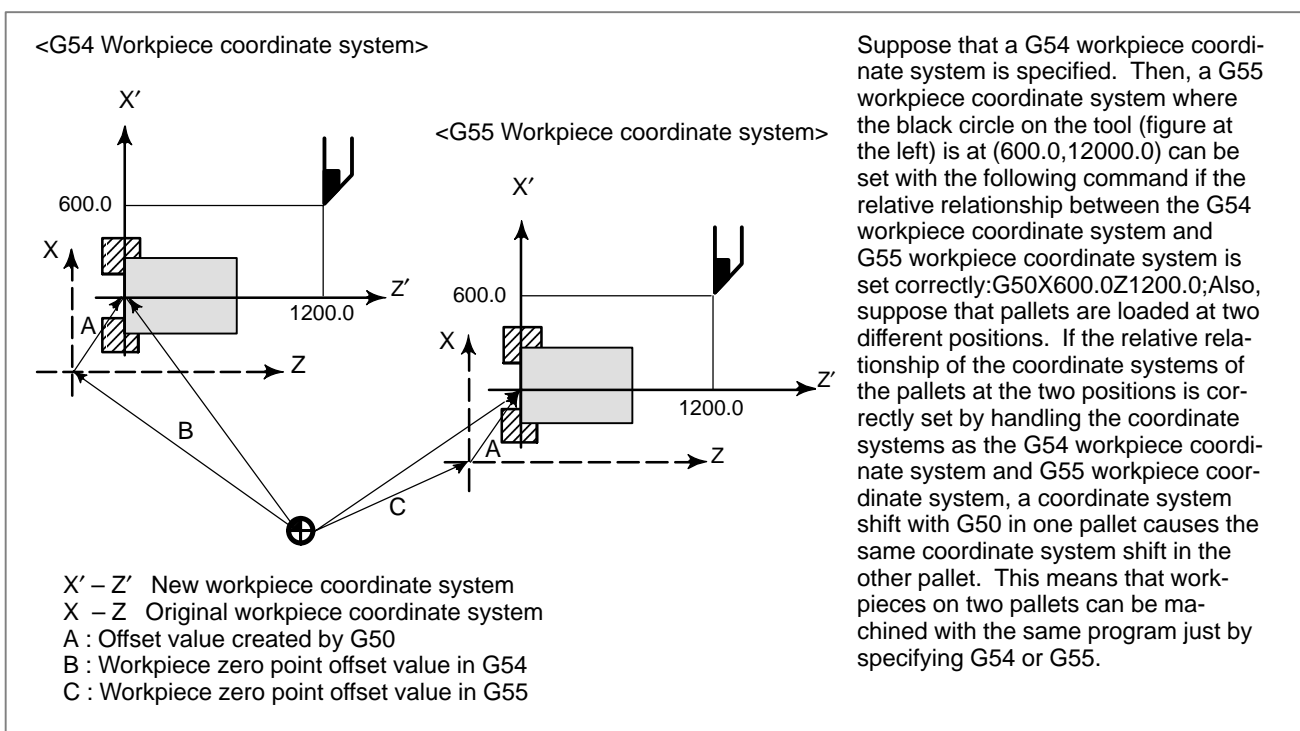 <G54 Workpiece coordinate system>
X′
600.0
X
A
Z′
1200.0
Z
B
<G55 Workpiece coordinate system>
X′
600.0
X
A
Z′
1200.0
Z
C
X′ – Z′ New workpiece coordinate system
X – Z Original workpiece coordinate system
A : Offset value created by G50
B : Workpiece zero point offset value in G54
C : Workpiece zero point offset value in G55
Suppose that a G54 workpiece coordi-
nate system is specified. Then, a G55
workpiece coordinate system where
the black circle on the tool (figure at
the left) is at (600.0,12000.0) can be
set with the following command if the
relative relationship between the G54
workpiece coordinate system and
G55 workpiece coordinate system is
set correctly:G50X600.0Z1200.0;Also,
suppose that pallets are loaded at two
different positions. If the relative rela-
tionship of the coordinate systems of
the pallets at the two positions is cor-
rectly set by handling the coordinate
systems as the G54 workpiece coordi-
nate system and G55 workpiece coor-
dinate system, a coordinate system
shift with G50 in one pallet causes the
same coordinate system shift in the
other pallet. This means that work-
pieces on two pallets can be ma-
chined with the same program just by
specifying G54 or G55.